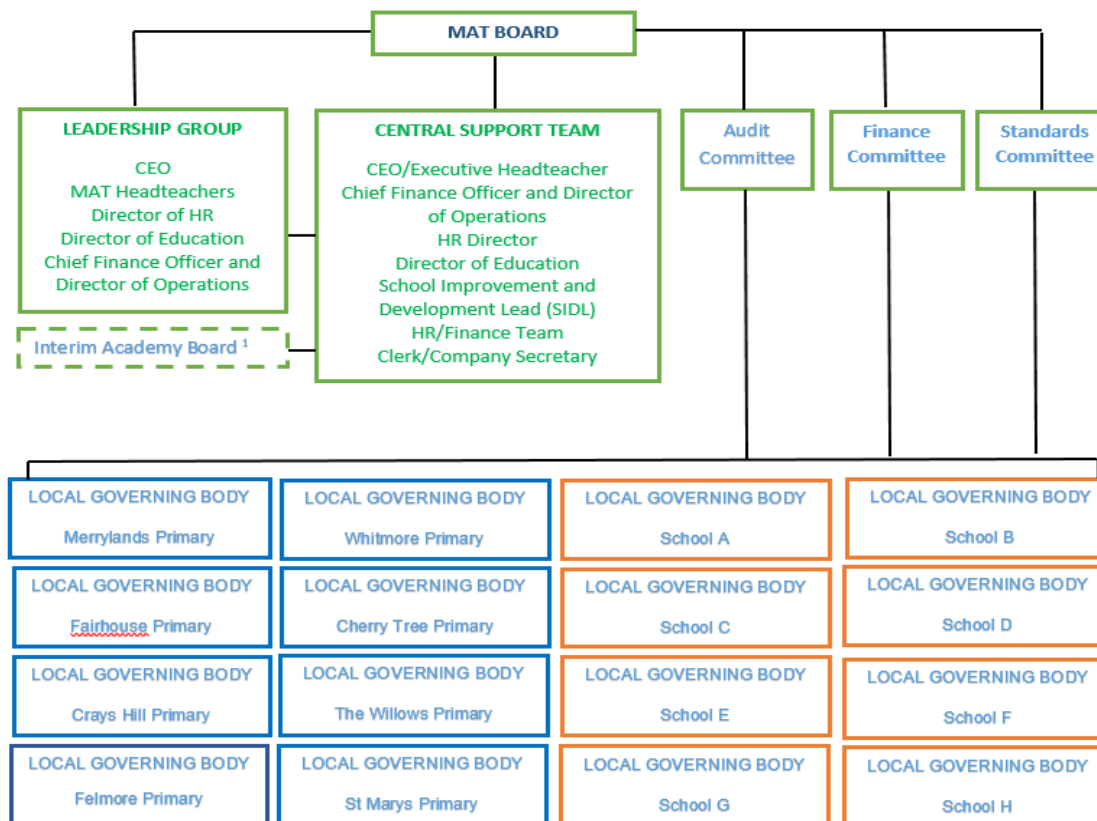 MAT BOARD
LEADERSHIP GROUP
CEO
MAT Headteachers
Director of HR
Director of Education
Chief Finance Officer and
Director of Operations
CENTRAL SUPPORT TEAM
CEO/Executive Headteacher
Chief Finance Officer and Director
of Operations
HR Director
Director of Education
School Improvement and
Development Lead (SIDL)
HR/Finance Team
Clerk/Company Secretary
Audit
Committee
Finance
Committee
Standards
Committee
Interim Academy Board ¹
LOCAL GOVERNING BODY
Merrylands Primary
LOCAL GOVERNING BODY
Whitmore Primary
LOCAL GOVERNING BODY
School A
LOCAL GOVERNING BODY
School B
LOCAL GOVERNING BODY
Fairhouse Primary
LOCAL GOVERNING BODY
Cherry Tree Primary
LOCAL GOVERNING BODY
School C
LOCAL GOVERNING BODY
School D
LOCAL GOVERNING BODY
Crays Hill Primary
LOCAL GOVERNING BODY
The Willows Primary
LOCAL GOVERNING BODY
School E
LOCAL GOVERNING BODY
School F
LOCAL GOVERNING BODY
Felmore Primary
LOCAL GOVERNING BODY
St Marys Primary
LOCAL GOVERNING BODY
School G
LOCAL GOVERNING BODY
School H